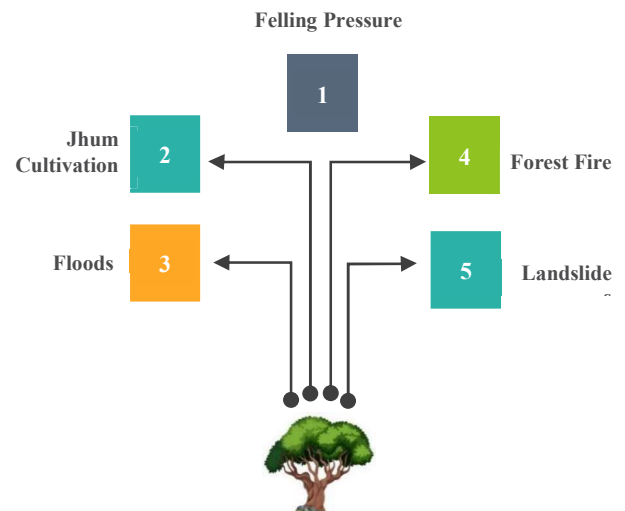 Felling Pressure
1
Jhum
Cultivation
2
4
Forest Fire
Floods
3
5
Landslide